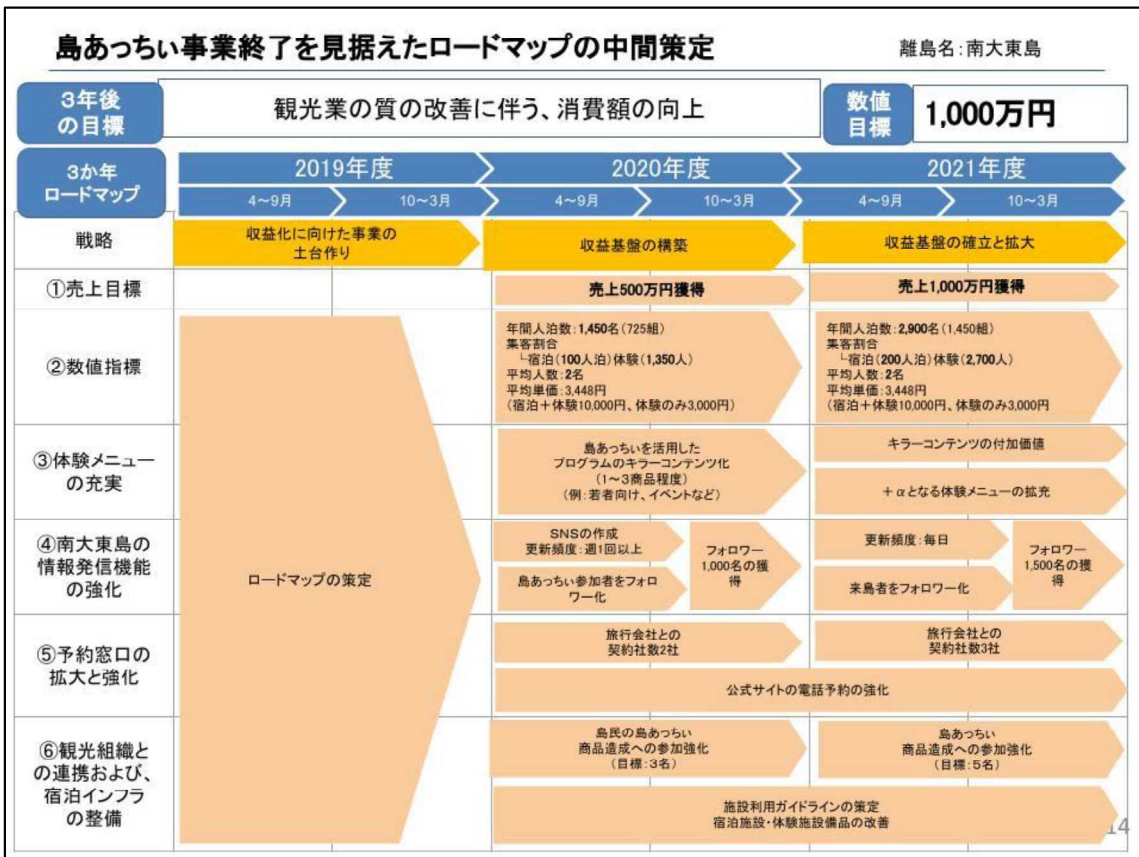 島あっちい事業終了を見据えたロードマップの中間策定
離島名:南大東島
3年後
の目標
観光業の質の改善に伴う、消費額の向上
数値
目標
1,000万円
3か年
ロードマップ
2019年度
2020年度
2021年度
4~9月
10~3月
4~9月
10~3月
4~9月
10~3月
戦略
収益化に向けた事業の
土台作り
収益基盤の構築
収益基盤の確立と拡大
①売上目標
売上500万円獲得
売上1,000万円獲得
②数値指標
年間人泊数:1,450名(725組)
集客割合
└宿泊(100人泊)体験(1,350人)
平均人数:2名
平均単価:3,448円
(宿泊+体験10,000円、体験のみ3,000円)
年間人泊数:2,900名(1,450組)
集客割合
└宿泊(200人泊)体験(2,700人)
平均人数:2名
平均単価:3,448円
(宿泊+体験10,000円、体験のみ3,000円
③体験メニュー
の充実
島あっちぃを活用した
プログラムのキラーコンテンツ化
(1~3商品程度)
(例:若者向け、イベントなど)
キラーコンテンツの付加価値
+αとなる体験メニューの拡充
④南大東島の
情報発信機能
の強化
ロードマップの策定
SNSの作成
更新頻度:週1回以上
島あっちぃ参加者をフォロ
ワー化
フォロワー
1,000名の獲
得
更新頻度:毎日
来島者をフォロワー化
フォロワー
1,500名の獲
得
⑤予約窓口の
拡大と強化
旅行会社との
契約社数2社
旅行会社との
契約社数3社
公式サイトの電話予約の強化
⑥観光組織と
の連携および、
宿泊インフラ
の整備
島民の島あっちい
商品造成への参加強化
(目標:3名)
島あっちい
商品造成への参加強化
(目標:5名)
施設利用ガイドラインの策定
宿泊施設・体験施設備品の改善
14